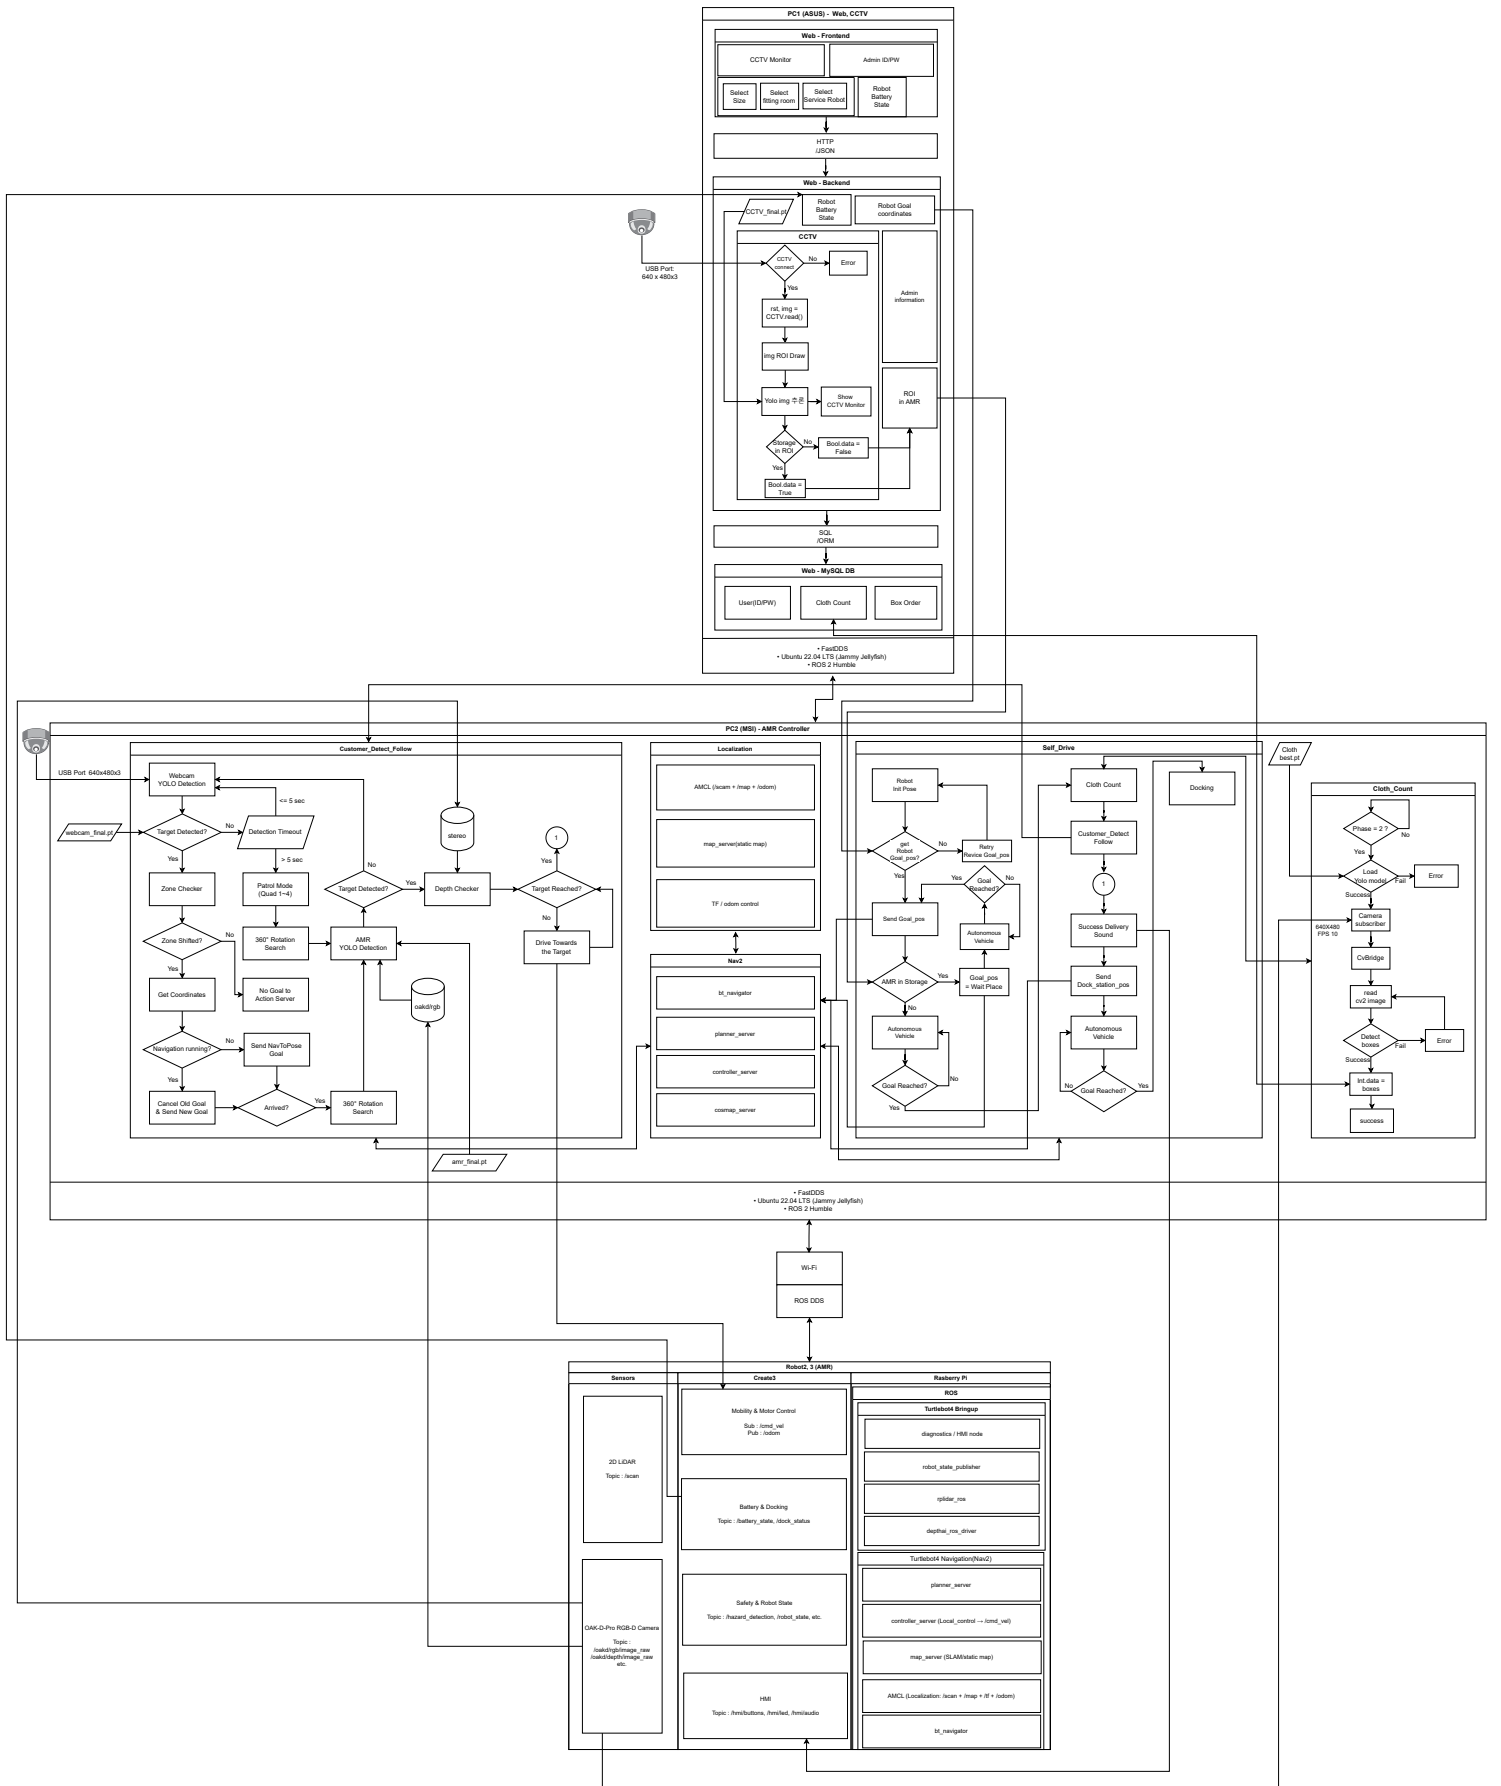 PC1 (ASUS) - Web, CCTV
Web - Frontend
CCTV Monitor
Admin ID/PW
Select
Size
Select
fitting room
Select
Service Robot
Robot
Battery
State
HTTP
/JSON
Web - Backend
CCTV_final.pt
Robot
Battery
State
Robot Goal
coordinates
USB Port:
640 x 480x3
CCTV
CCTV
connect
No
Error
Yes
rst, img =
CCTV.read()
img ROI Draw
Yolo img 추론
Show
CCTV Monitor
Storage
in ROI
No
Bool.data =
False
Yes
Bool.data =
True
Admin
information
ROI
in AMR
SQL
/ORM
Web - MySQL DB
User(ID/PW)
Cloth Count
Box Order
• FastDDS
• Ubuntu 22.04 LTS (Jammy Jellyfish)
• ROS 2 Humble
PC2 (MSI) - AMR Controller
USB Port 640x480x3
Customer_Detect_Follow
Webcam
YOLO Detection
<= 5 sec
webcam_final.pt
Target Detected?
No
Detection Timeout
Yes
> 5 sec
Zone Checker
Patrol Mode
(Quad 1~4)
Zone Shifted?
No
360° Rotation
Search
Yes
Get Coordinates
No Goal to
Action Server
Navigation running?
No
Send NavToPose
Goal
Yes
Cancel Old Goal
& Send New Goal
Arrived?
Yes
360° Rotation
Search
AMR
YOLO Detection
No
Target Detected?
Yes
stereo
Depth Checker
1
Yes
Target Reached?
No
Drive Towards
the Target
oakd/rgb
amr_final.pt
Localization
AMCL (/scam + /map + /odom)
map_server(static map)
TF / odom control
Nav2
bt_navigator
planner_server
controller_server
cosmap_server
Self_Drive
Robot
Init Pose
get
Robot
Goal_pos?
No
Retry
Revice Goal_pos
Yes
Send Goal_pos
Yes
Goal
Reached?
No
Autonomous
Vehicle
AMR in Storage
Yes
Goal_pos
= Wait Place
No
Autonomous
Vehicle
Goal Reached?
No
Yes
Cloth Count
Customer_Detect
Follow
1
Success Delivery
Sound
Send
Dock_station_pos
Autonomous
Vehicle
No
Goal Reached?
Yes
Docking
Cloth
best.pt
Cloth_Count
Phase = 2 ?
No
Yes
Load
Yolo model
Fail
Error
Success
640X480
FPS 10
Camera
subscriber
CvBridge
read
cv2 image
Detect
boxes
Fail
Error
Success
Int.data =
boxes
success
• FastDDS
• Ubuntu 22.04 LTS (Jammy Jellyfish)
• ROS 2 Humble
Wi-Fi
ROS DDS
Robot2, 3 (AMR)
Sensors
2D LiDAR
Topic : /scan
OAK-D-Pro RGB-D Camera
Topic :
/oakd/rgb/image_raw
/oakd/depth/image_raw
etc.
Create3
Mobility & Motor Control
Sub : /cmd_vel
Pub : /odom
Battery & Docking
Topic : /battery_state, /dock_status
Safety & Robot State
Topic : /hazard_detection, /robot_state, etc.
HMI
Topic : /hmi/buttons, /hmi/led, /hmi/audio
Rasberry Pi
ROS
Turtlebot4 Bringup
diagnostics / HMI node
robot_state_publisher
rplidar_ros
depthai_ros_driver
Turtlebot4 Navigation(Nav2)
planner_server
controller_server (Local_control → /cmd_vel)
map_server (SLAM/static map)
AMCL (Localization: /scan + /map + /tf + /odom)
bt_navigator